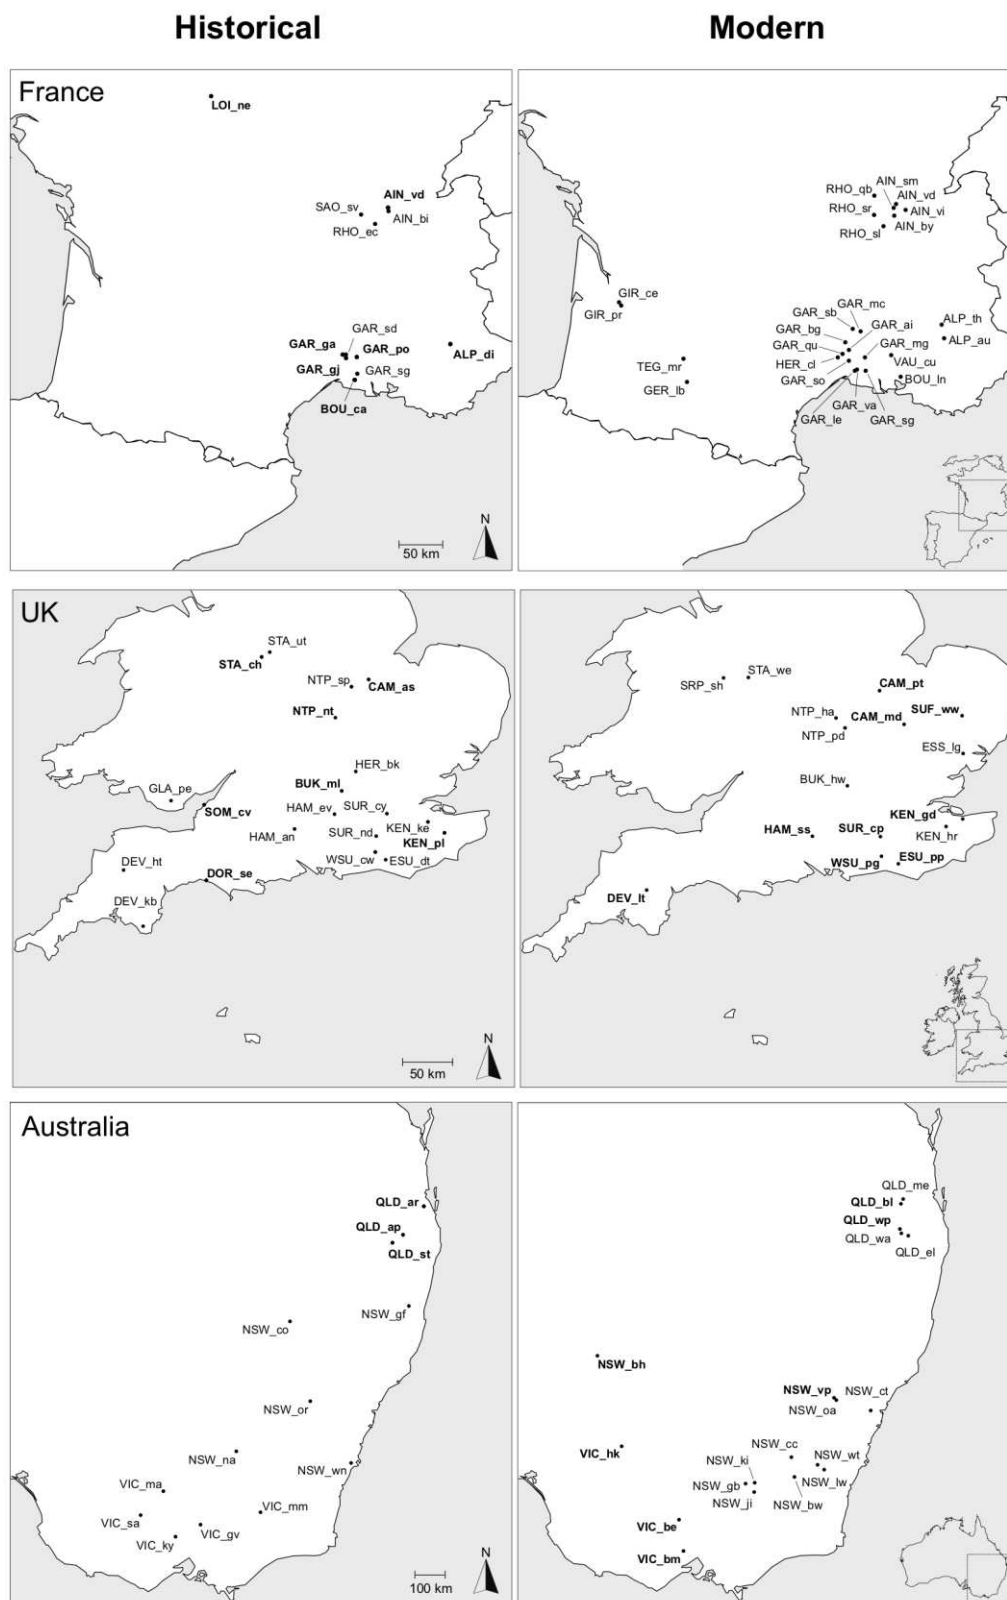 Historical
Modern
France
LOI_ne
AIN_vd
SAO_sv
AIN_bi
RHO_ec
GAR_sd
GAR_ga
GAR_po
ALP_di
GAR_gj
GAR_sg
BOU_ca
N
50 km
AIN_sm
RHO_qb
AIN_vd
RHO_sr
AIN_vi
AIN_by
RHO_sl
GIR_ce
GIR_pr
GAR_mc
GAR_sb
ALP_th
GAR_bg
GAR_ai
ALP_au
GAR_qu
GAR_mg
HER_cl
VAU_cu
TEG_mr
GAR_so
BOU_ln
GER_lb
GAR_va
GAR_le
GAR_sg
UK
STA_ut
STA_ch
NTP_sp
CAM_as
NTP_nt
HER_bk
BUK_ml
GLA_pe
SOM_cv
HAM_ev
SUR_cy
KEN_ke
HAM_an
SUR_nd
KEN_pl
WSU_cw
ESU_dt
DEV_ht
DOR_se
DEV_kb
N
50 km
STA_we
SRP_sh
CAM_pt
NTP_ha
CAM_md
SUF_ww
NTP_pd
ESS_lg
BUK_hw
KEN_gd
HAM_ss
SUR_cp
KEN_hr
WSU_pg
ESU_pp
DEV_lt
Australia
QLD_ar
QLD_ap
QLD_st
NSW_gf
NSW_co
NSW_or
NSW_na
NSW_wn
VIC_ma
VIC_mm
VIC_sa
VIC_gv
VIC_ky
N
100 km
QLD_me
QLD_bl
QLD_wp
QLD_wa
QLD_el
NSW_bh
NSW_vp
NSW_ct
NSW_oa
VIC_hk
NSW_cc
NSW_ki
NSW_wt
NSW_gb
NSW_lw
NSW_ji
NSW_bw
VIC_be
VIC_bm